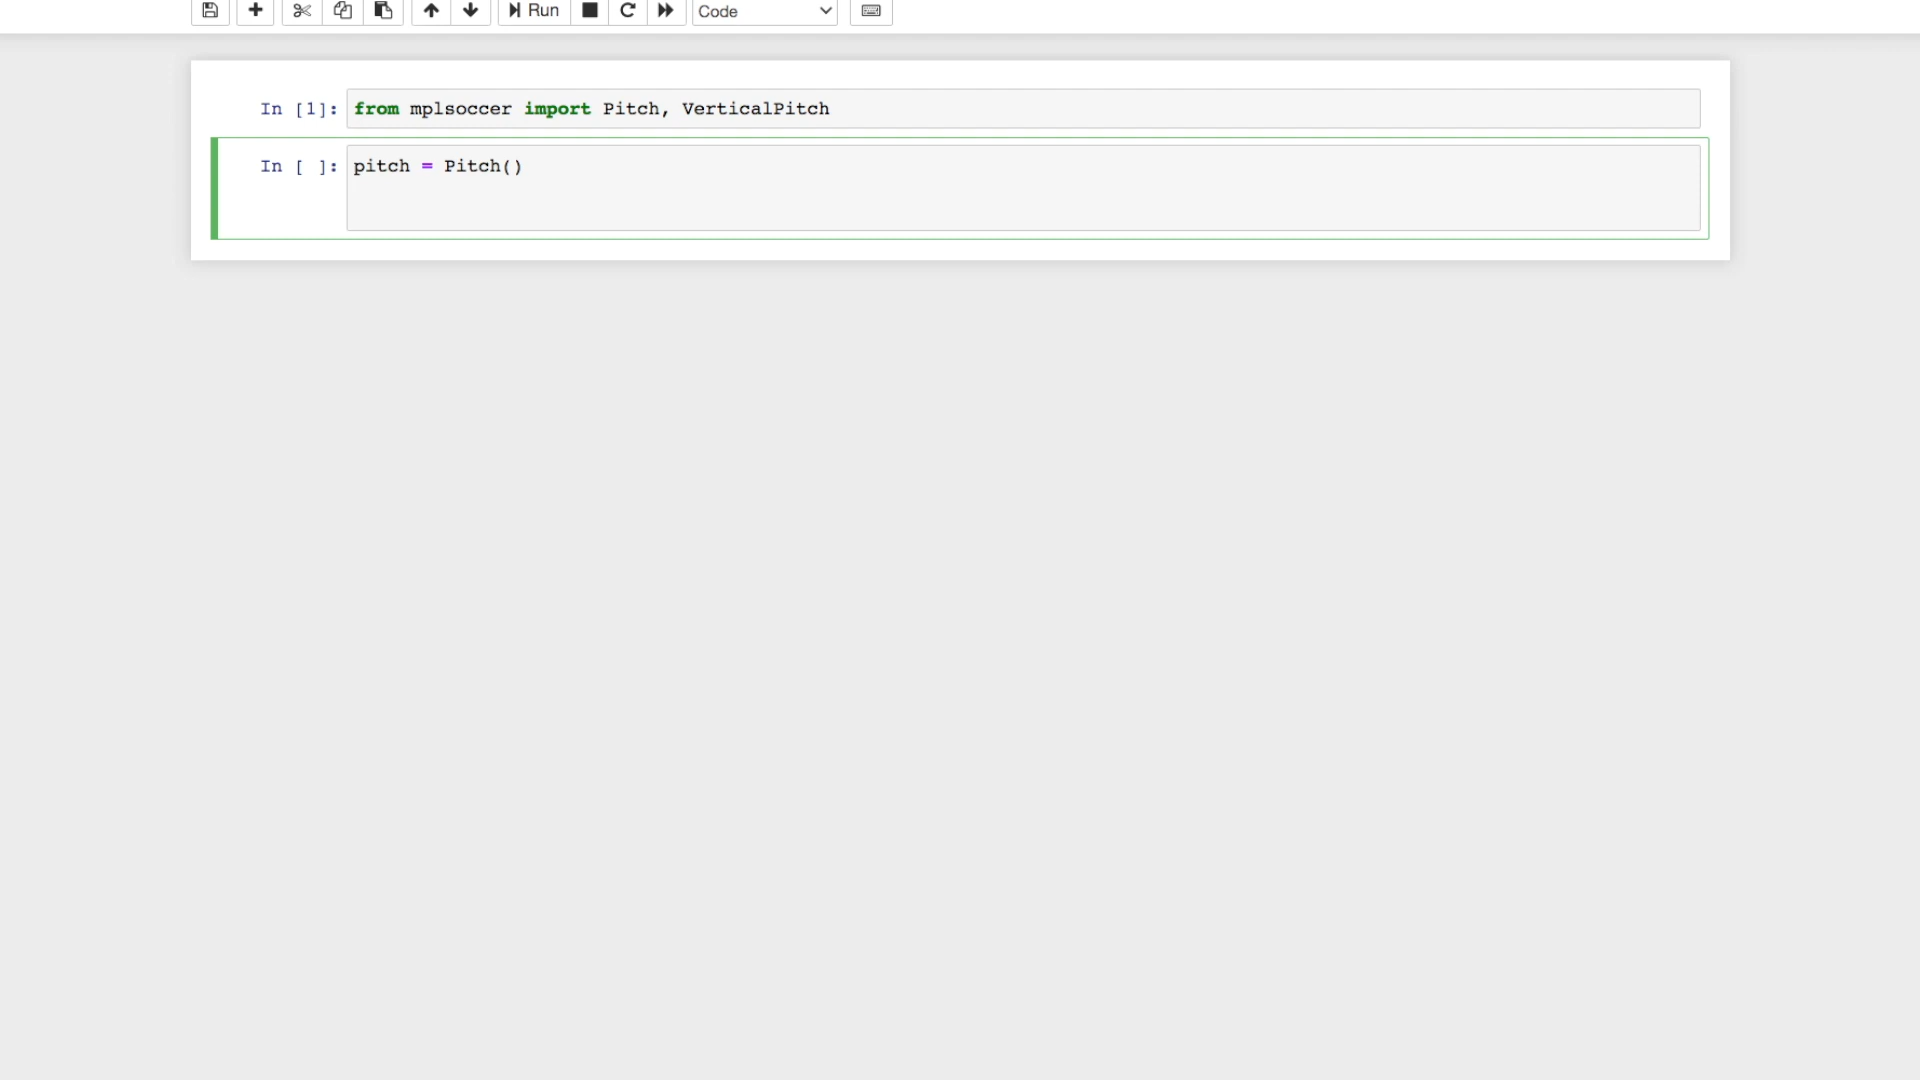 Run
Code
In [1]: from mplsoccer import Pitch, VerticalPitch
In [ ]: pitch = Pitch()